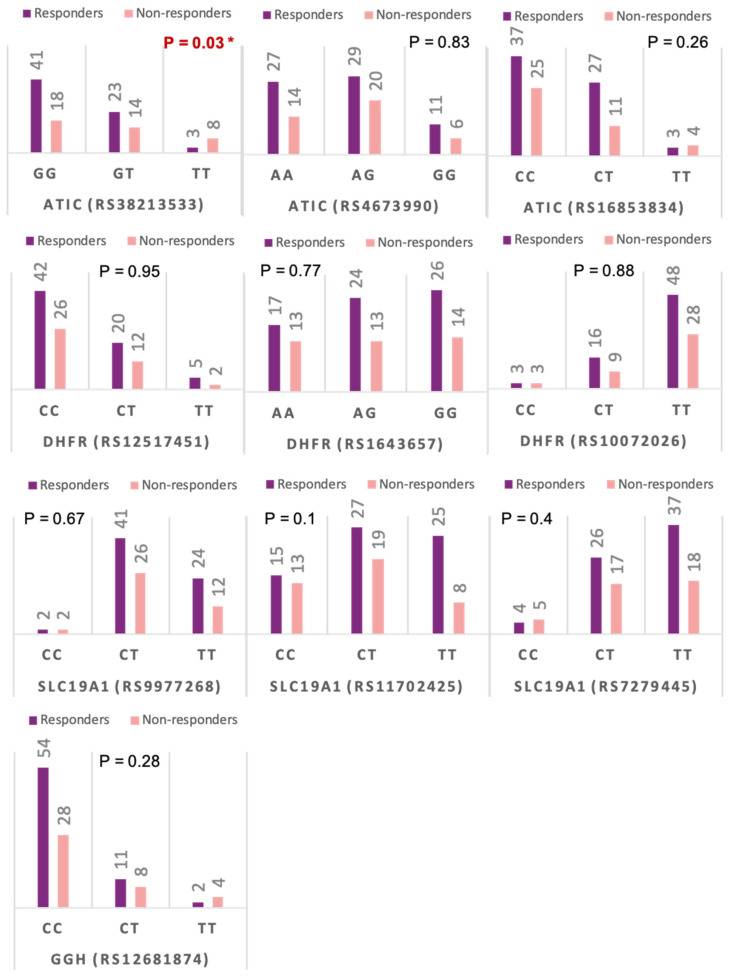 Responders Non-responders
P = 0.03 *
41 18 23 14 3 8
GG GT TT
ATIC (RS38213533)
Responders Non-responders
P = 0.83
27 14 29 20 11 6
AA AG GG
ATIC (RS4673990)
Responders Non-responders
P = 0.26
37 25 27 11 3 4
CC CT TT
ATIC (RS16853834)
Responders Non-responders
P = 0.95
42 26 20 12 5 2
CC CT TT
DHFR (RS12517451)
Responders Non-responders
P = 0.77
17 13 24 13 26 14
AA AG GG
DHFR (RS1643657)
Responders Non-responders
P = 0.88
3 3 16 9 48 28
CC CT TT
DHFR (RS10072026)
Responders Non-responders
P = 0.67
2 2 41 26 24 12
CC CT TT
SLC19A1 (RS9977268)
Responders Non-responders
P = 0.1
15 13 27 19 25 8
CC CT TT
SLC19A1 (RS11702425)
Responders Non-responders
P = 0.4
4 5 26 17 37 18
CC CT TT
SLC19A1 (RS7279445)
Responders Non-responders
P = 0.28
54 28 11 8 2 4
CC CT TT
GGH (RS12681874)